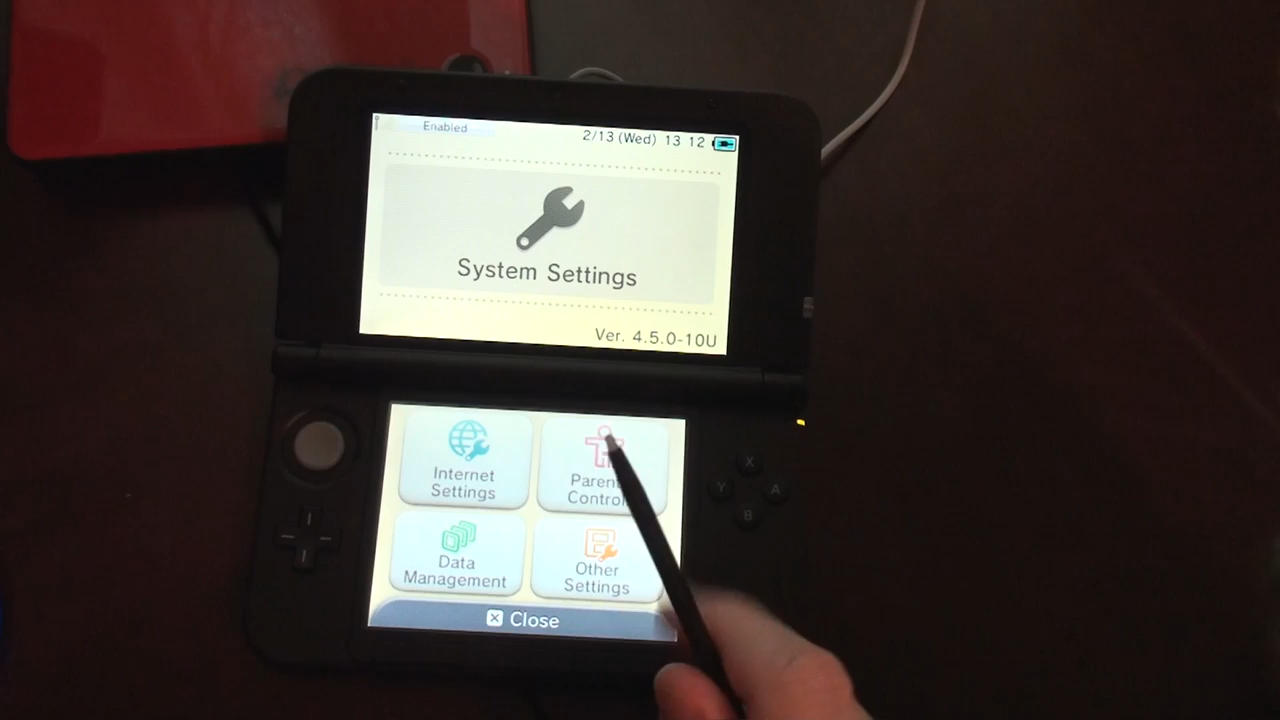 Enabled
2/13 (Wed) 13 12
System Settings
Ver. 4.5.0-10U
Internet
Settings
Data
Management
Other
Settings
Close
X
Y
A
B